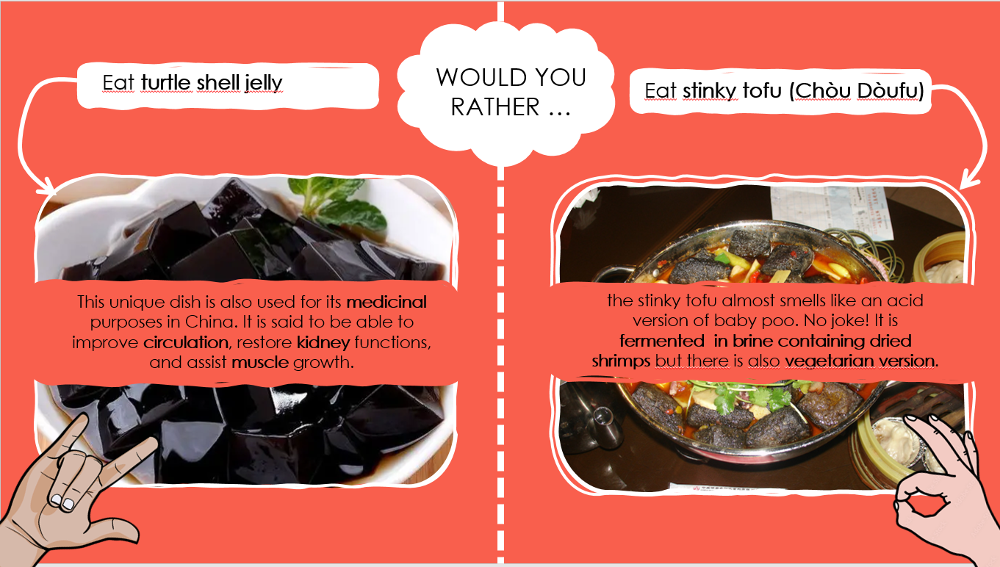 WOULD YOU
RATHER …
Eat turtle shell jelly
This unique dish is also used for its medicinal
purposes in China. It is said to be able to
improve circulation, restore kidney functions,
and assist muscle growth.
Eat stinky tofu (Chòu Dòufu)
the stinky tofu almost smells like an acid
version of baby poo. No joke! It is
fermented  in brine containing dried
shrimps but there is also vegetarian version.